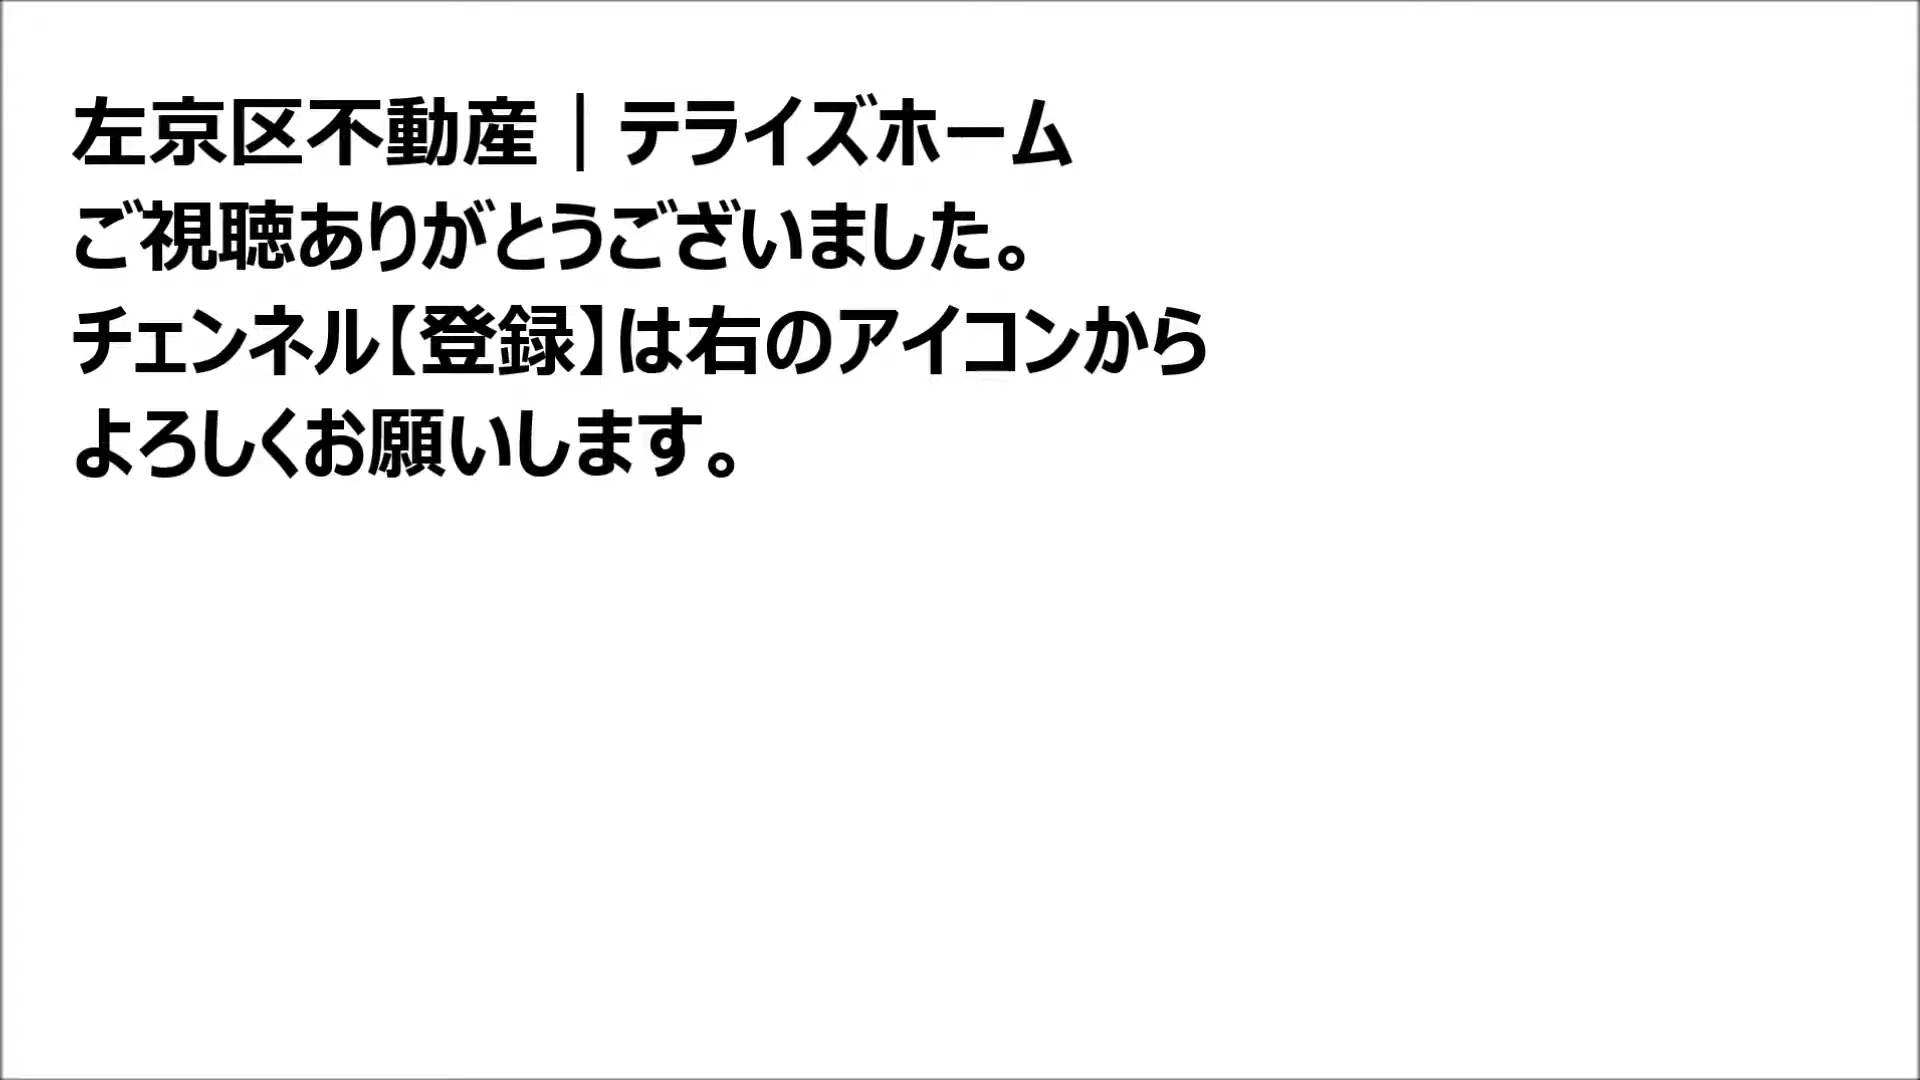 左京区不動産｜テライズホーム
ご視聴ありがとうございました。
チェンネル【登録】は右のアイコンから
よろしくお願いします。